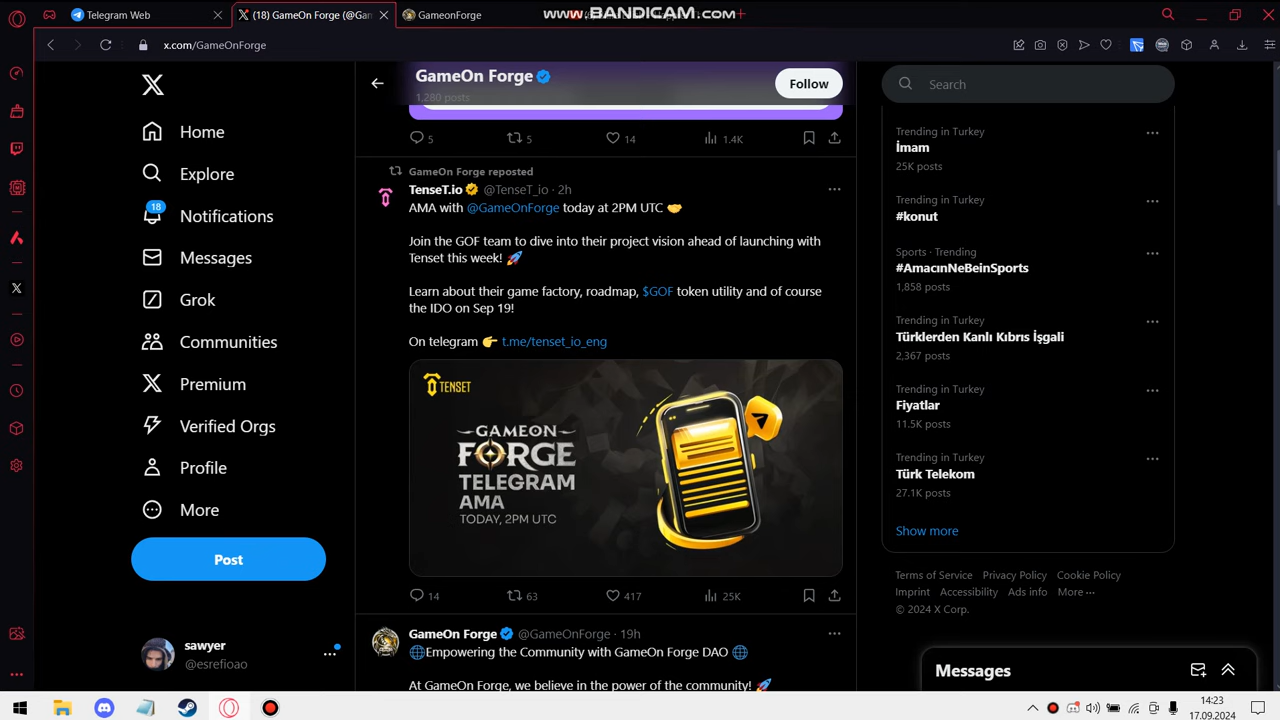 Telegram Web
(18) GameOn Forge (@Gam
GameonForge
WWW.BANDICAM.COM
x.com/GameOnForge
GameOn Forge
1,280 posts
Follow
Search
Home
Explore
18
Notifications
Messages
Grok
Communities
Premium
Verified Orgs
Profile
More
Post
sawyer
@esrefioao
5
5
14
1.4K
GameOn Forge reposted
TenseT.io @TenseT_io · 2h
AMA with @GameOnForge today at 2PM UTC 🤝
Join the GOF team to dive into their project vision ahead of launching with
Tenset this week! 🚀
Learn about their game factory, roadmap, $GOF token utility and of course
the IDO on Sep 19!
On telegram 👉 t.me/tenset_io_eng
TENSET
GAMEON
FORGE
TELEGRAM
AMA
TODAY, 2PM UTC
14
63
417
25K
GameOn Forge @GameOnForge · 19h
🌐Empowering the Community with GameOn Forge DAO 🌐
At GameOn Forge, we believe in the power of the community! 🚀
Trending in Turkey
İmam
25K posts
Trending in Turkey
#konut
Sports · Trending
#AmacınNeBeinSports
1,858 posts
Trending in Turkey
Türklerden Kanlı Kıbrıs İşgali
2,367 posts
Trending in Turkey
Fiyatlar
11.5K posts
Trending in Turkey
Türk Telekom
27.1K posts
Show more
Terms of Service Privacy Policy Cookie Policy
Imprint Accessibility Ads info More ···
© 2024 X Corp.
Messages
14:23
17.09.2024